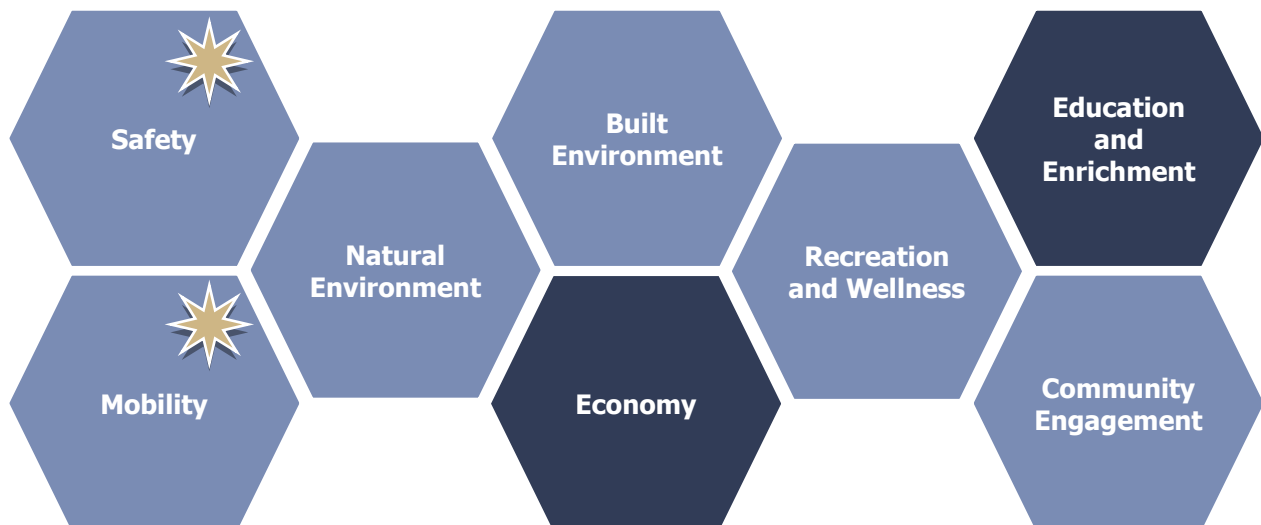 Safety
Built
Environment
Education
and
Enrichment
Natural
Environment
Recreation
and Wellness
Mobility
Economy
Community
Engagement